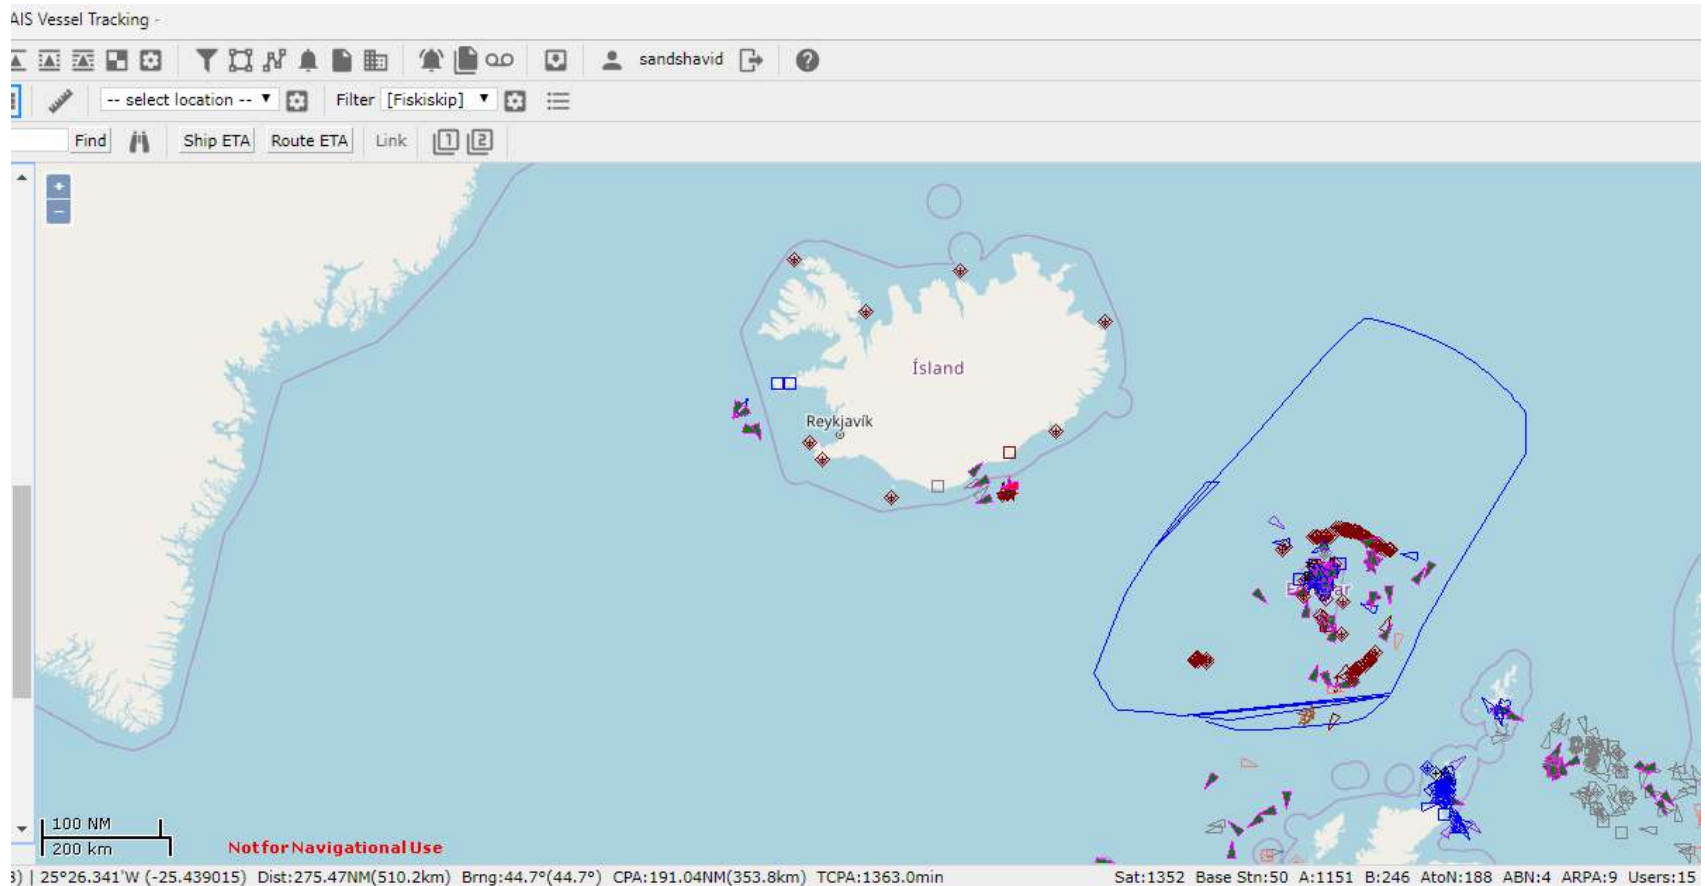 AIS Vessel Tracking -
sandshavid
-- select location -- Filter [Fiskiskip]
Find Ship ETA Route ETA Link 1 2
+
−
Ísland
Reykjavík
100 NM
200 km
Not for Navigational Use
3) | 25°26.341'W (-25.439015) Dist:275.47NM(510.2km) Brng:44.7°(44.7°) CPA:191.04NM(353.8km) TCPA:1363.0min Sat:1352 Base Stn:50 A:1151 B:246 AtoN:188 ABN:4 ARPA:9 Users:15